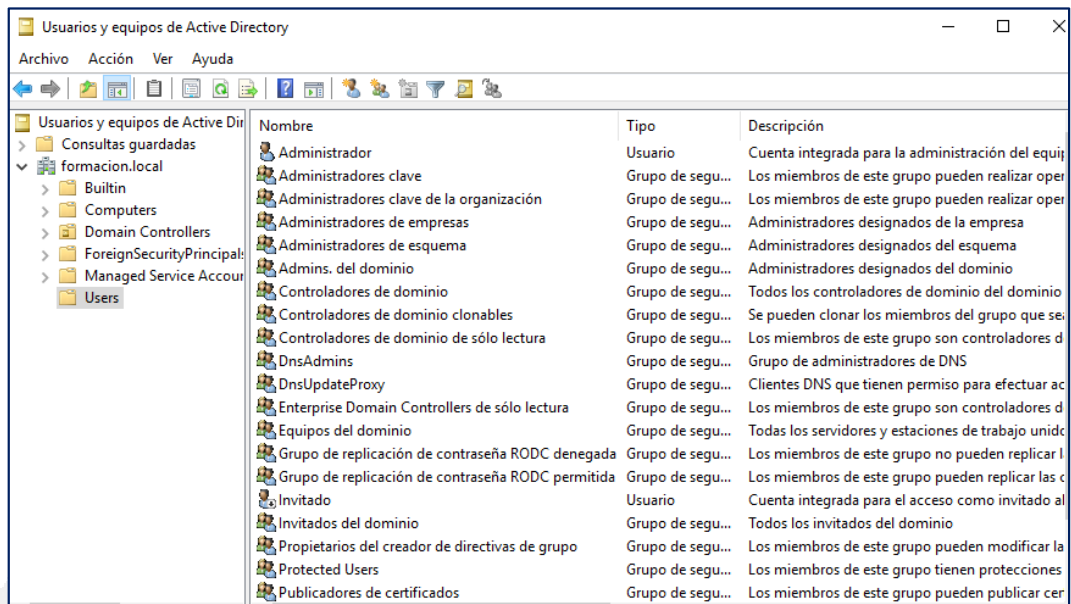 Usuarios y equipos de Active Directory
Archivo Acción Ver Ayuda
Usuarios y equipos de Active Dir
Consultas guardadas
formacion.local
Builtin
Computers
Domain Controllers
ForeignSecurityPrincipals
Managed Service Accour
Users
Nombre Tipo Descripción
Administrador Usuario Cuenta integrada para la administración del equip
Administradores clave Grupo de segu... Los miembros de este grupo pueden realizar oper
Administradores clave de la organización Grupo de segu... Los miembros de este grupo pueden realizar oper
Administradores de empresas Grupo de segu... Administradores designados de la empresa
Administradores de esquema Grupo de segu... Administradores designados del esquema
Admins. del dominio Grupo de segu... Administradores designados del dominio
Controladores de dominio Grupo de segu... Todos los controladores de dominio del dominio
Controladores de dominio clonables Grupo de segu... Se pueden clonar los miembros del grupo que sea
Controladores de dominio de sólo lectura Grupo de segu... Los miembros de este grupo son controladores d
DnsAdmins Grupo de segu... Grupo de administradores de DNS
DnsUpdateProxy Grupo de segu... Clientes DNS que tienen permiso para efectuar ac
Enterprise Domain Controllers de sólo lectura Grupo de segu... Los miembros de este grupo son controladores d
Equipos del dominio Grupo de segu... Todas los servidores y estaciones de trabajo unido
Grupo de replicación de contraseña RODC denegada Grupo de segu... Los miembros de este grupo no pueden replicar l
Grupo de replicación de contraseña RODC permitida Grupo de segu... Los miembros de este grupo pueden replicar las c
Invitado Usuario Cuenta integrada para el acceso como invitado al
Invitados del dominio Grupo de segu... Todos los invitados del dominio
Propietarios del creador de directivas de grupo Grupo de segu... Los miembros de este grupo pueden modificar la
Protected Users Grupo de segu... Los miembros de este grupo tienen protecciones
Publicadores de certificados Grupo de segu... Los miembros de este grupo pueden publicar cer